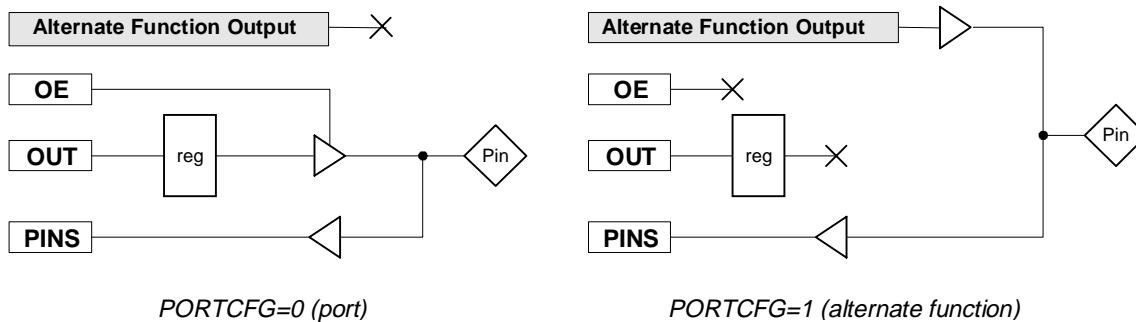 Alternate Function Output
OE
OUT
reg
Pin
PINS
PORTCFG=0 (port)
Alternate Function Output
OE
OUT
reg
Pin
PINS
PORTCFG=1 (alternate function)